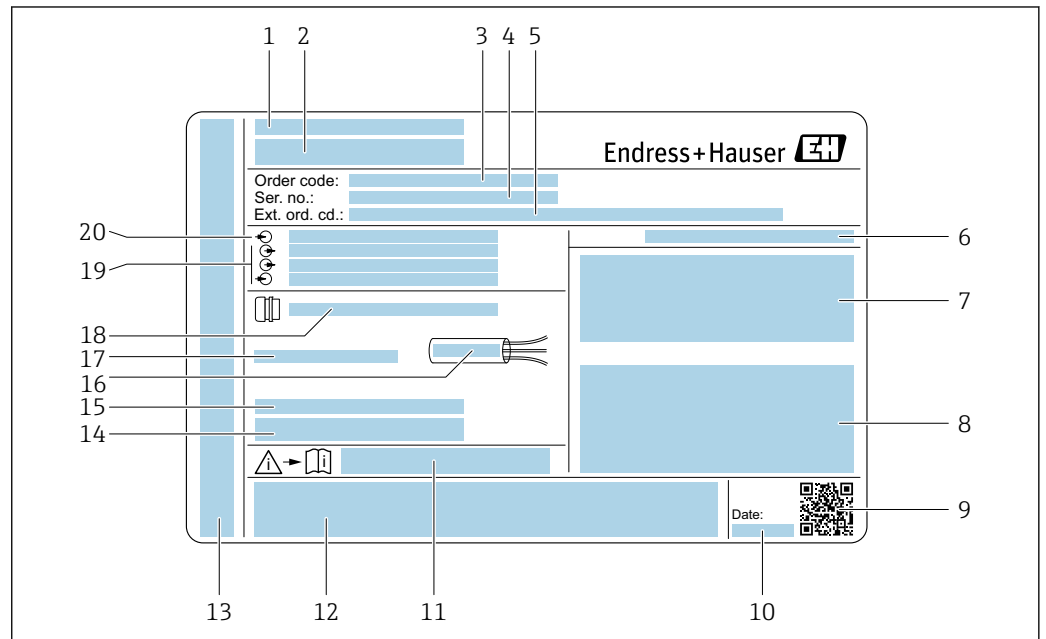 1 2 3 4 5
Endress+Hauser EH
Order code:
Ser. no.:
Ext. ord. cd.:
20
6
19
7
18
17
16
15
8
14
i i
Date:
9
13 12 11 10